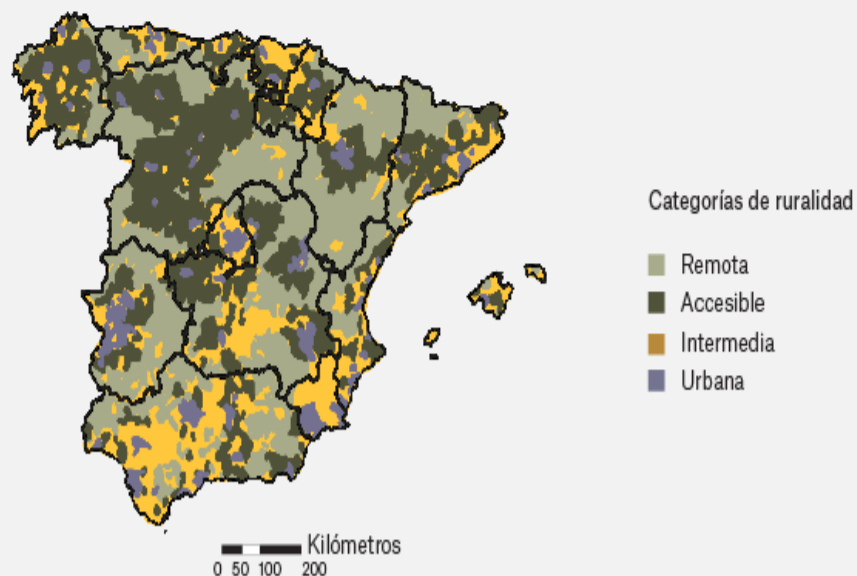 Categorías de ruralidad
Remota
Accesible
Intermedia
Urbana
Kilómetros
0 50 100 200